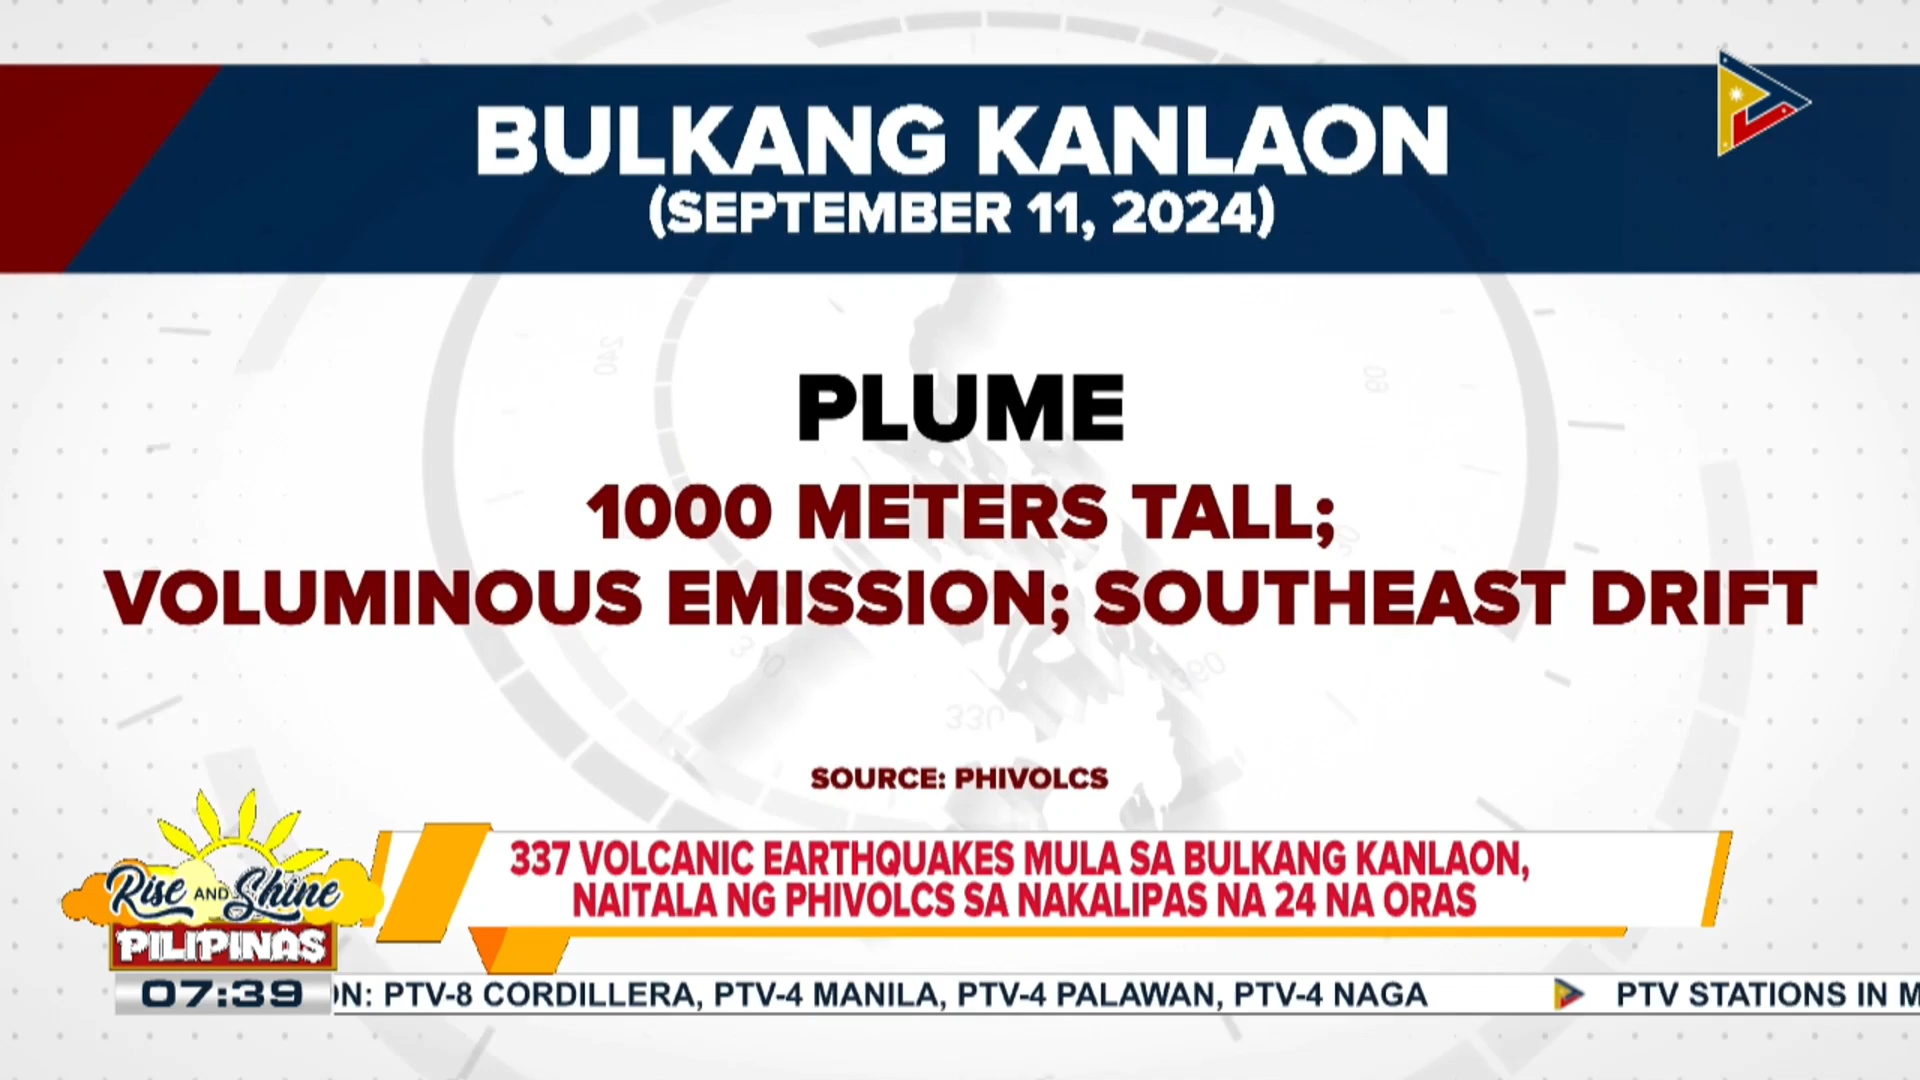 BULKANG KANLAON
(SEPTEMBER 11, 2024)
PLUME
1000 METERS TALL;
VOLUMINOUS EMISSION; SOUTHEAST DRIFT
SOURCE: PHIVOLCS
337 VOLCANIC EARTHQUAKES MULA SA BULKANG KANLAON,
NAITALA NG PHIVOLCS SA NAKALIPAS NA 24 NA ORAS
Rise AND Shine
PILIPINAS
07:39
ON: PTV-8 CORDILLERA, PTV-4 MANILA, PTV-4 PALAWAN, PTV-4 NAGA
PTV STATIONS IN M